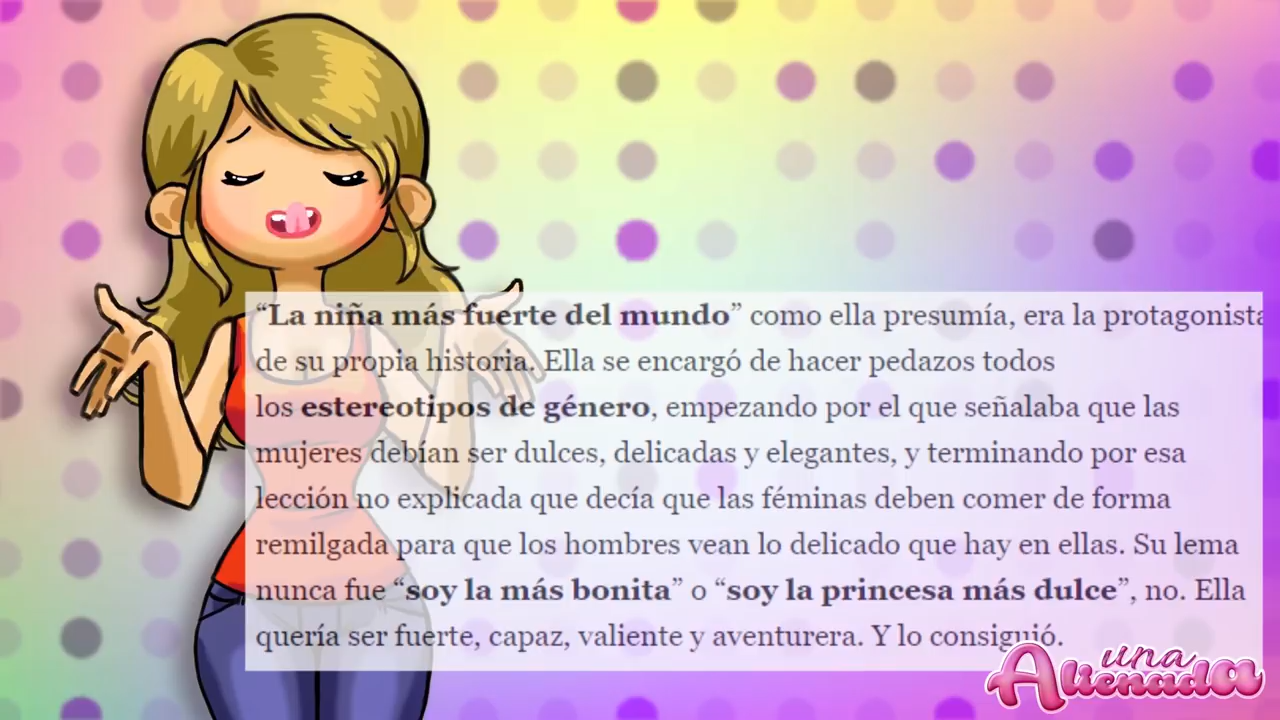 “La niña más fuerte del mundo” como ella presumía, era la protagonista
de su propia historia. Ella se encargó de hacer pedazos todos
los estereotipos de género, empezando por el que señalaba que las
mujeres debían ser dulces, delicadas y elegantes, y terminando por esa
lección no explicada que decía que las féminas deben comer de forma
remilgada para que los hombres vean lo delicado que hay en ellas. Su lema
nunca fue “soy la más bonita” o “soy la princesa más dulce”, no. Ella
quería ser fuerte, capaz, valiente y aventurera. Y lo consiguió.
una
Alienada